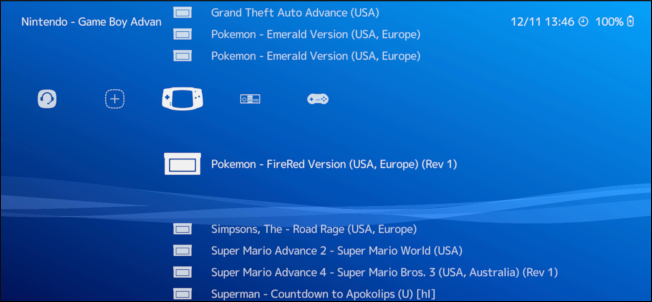 Grand Theft Auto Advance (USA)
Nintendo - Game Boy Advan
12/11 13:46 100%
Pokemon - Emerald Version (USA, Europe)
Pokemon - Emerald Version (USA, Europe)
Pokemon - FireRed Version (USA, Europe) (Rev 1)
Simpsons, The - Road Rage (USA, Europe)
Super Mario Advance 2 - Super Mario World (USA)
Super Mario Advance 4 - Super Mario Bros. 3 (USA, Australia) (Rev 1)
Superman - Countdown to Apokolips (U) [hI]